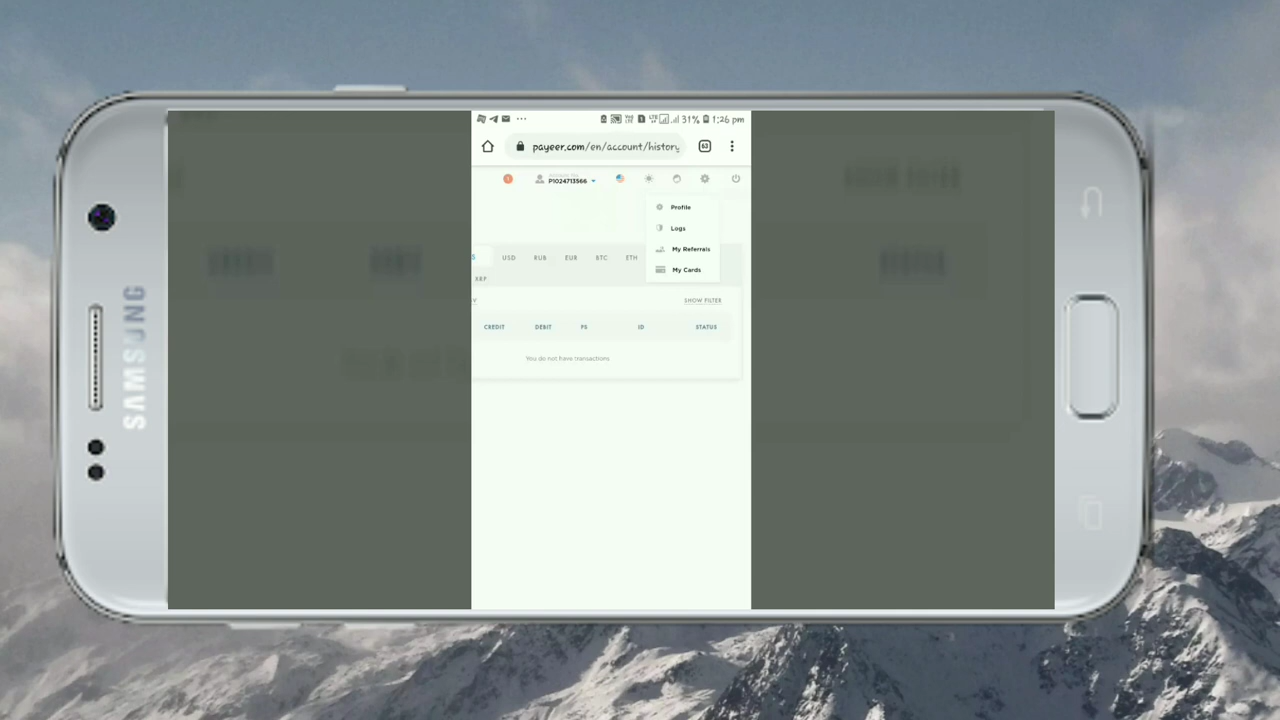 SAMSUNG
31% 1:26 pm
payeer.com/en/account/history
63
P1024713566
Profile
Logs
My Referrals
My Cards
USD RUB EUR BTC ETH
XRP
SHOW FILTER
CREDIT DEBIT PS ID STATUS
You do not have transactions